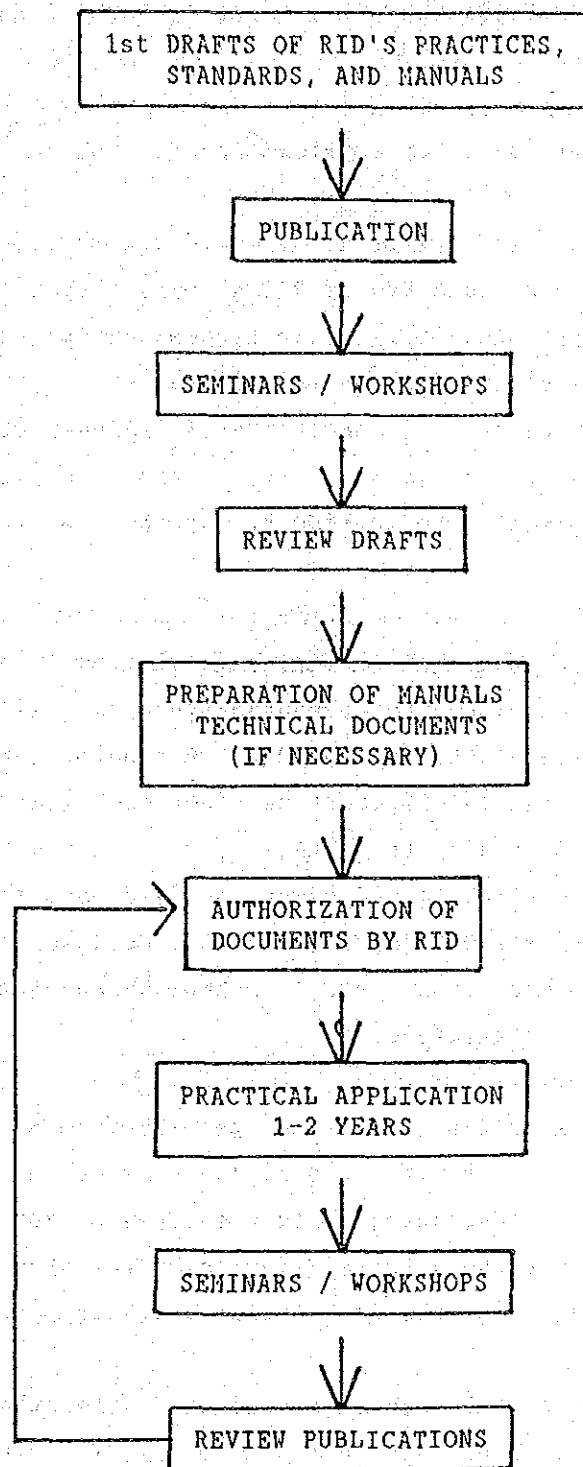 1st DRAFTS OF RID'S PRACTICES,
STANDARDS, AND MANUALS
PUBLICATION
SEMINARS / WORKSHOPS
REVIEW DRAFTS
PREPARATION OF MANUALS
TECHNICAL DOCUMENTS
(IF NECESSARY)
AUTHORIZATION OF
DOCUMENTS BY RID
PRACTICAL APPLICATION
1-2 YEARS
SEMINARS / WORKSHOPS
REVIEW PUBLICATIONS